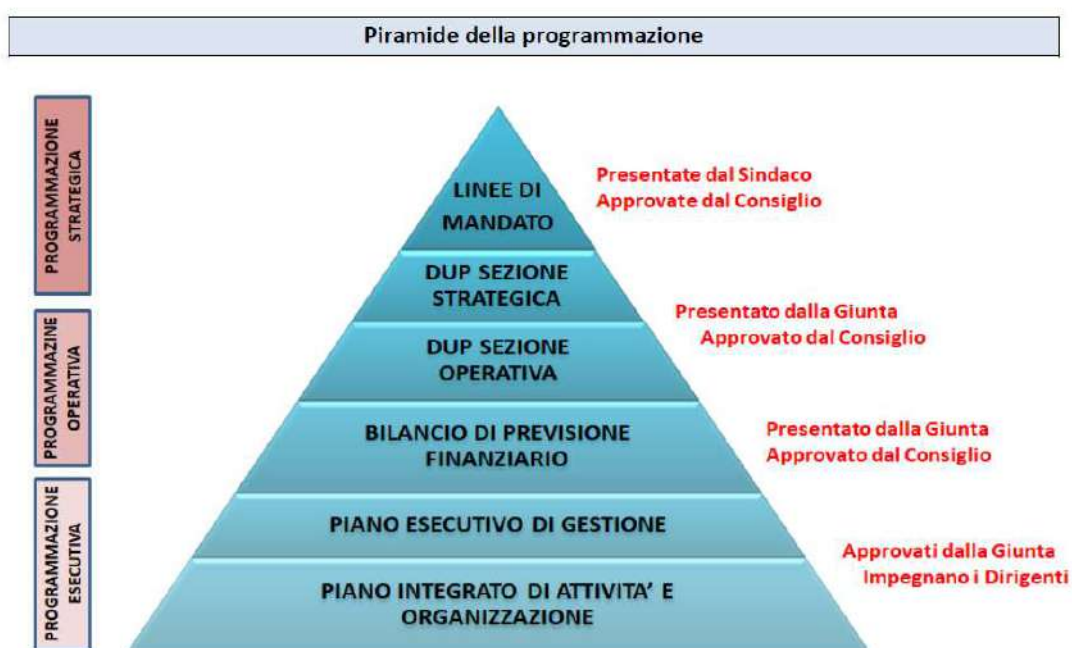 Piramide della programmazione
PROGRAMMAZIONE
STRATEGICA
LINEE DI
MANDATO
Presentate dal Sindaco
Approvate dal Consiglio
DUP SEZIONE
STRATEGICA
Presentato dalla Giunta
Approvato dal Consiglio
PROGRAMMAZINE
OPERATIVA
DUP SEZIONE
OPERATIVA
BILANCIO DI PREVISIONE
FINANZIARIO
Presentato dalla Giunta
Approvato dal Consiglio
PROGRAMMAZIONE
ESECUTIVA
PIANO ESECUTIVO DI GESTIONE
Approvati dalla Giunta
Impegnano i Dirigenti
PIANO INTEGRATO DI ATTIVITA’ E
ORGANIZZAZIONE